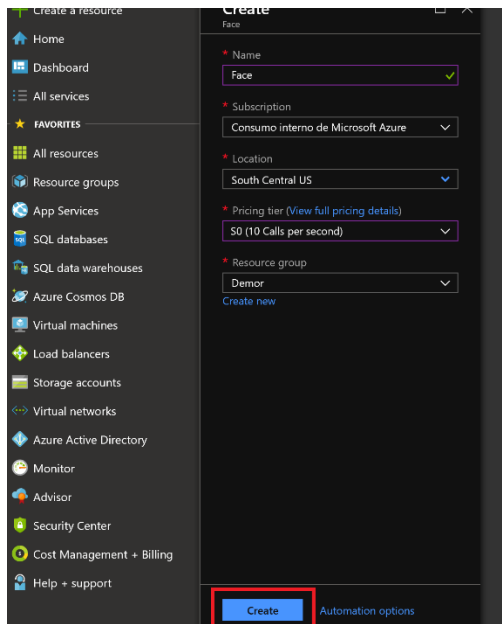 Create a resource
Home
Dashboard
All services
FAVORITES
All resources
Resource groups
App Services
SQL databases
SQL data warehouses
Azure Cosmos DB
Virtual machines
Load balancers
Storage accounts
Virtual networks
Azure Active Directory
Monitor
Advisor
Security Center
Cost Management + Billing
Help + support
Create
Face
* Name
Face
* Subscription
Consumo interno de Microsoft Azure
* Location
South Central US
* Pricing tier (View full pricing details)
S0 (10 Calls per second)
* Resource group
Demor
Create new
Create
Automation options